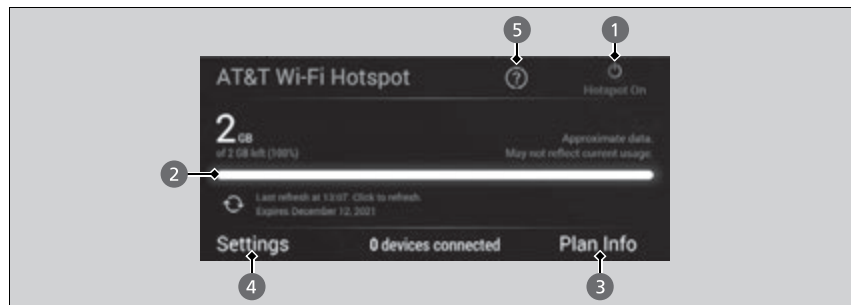 5
1
AT&T Wi-Fi Hotspot
?
Hotspot On
2 GB
of 2 GB left (100%)
Approximate data.
May not reflect current usage.
2
Last refresh at 13:07. Click to refresh.
Expires December 12, 2021
Settings
0 devices connected
Plan Info
4
3